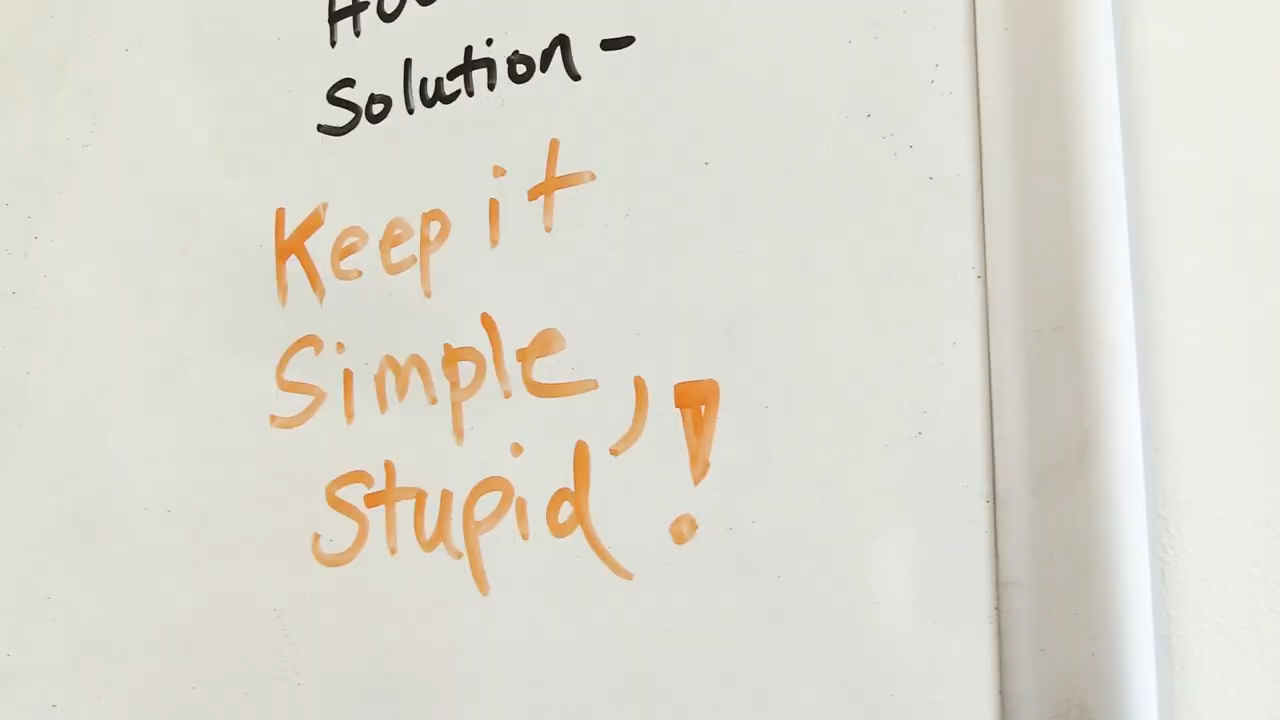 Solution -
Keep it
Simple,
Stupid!